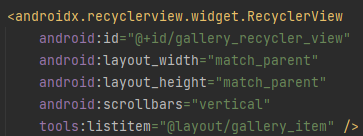 <androidx.recyclerview.widget.RecyclerView
android:id="@+id/gallery_recycler_view"
android:layout_width="match_parent"
android:layout_height="match_parent"
android:scrollbars="vertical"
tools:listitem="@layout/gallery_item" />